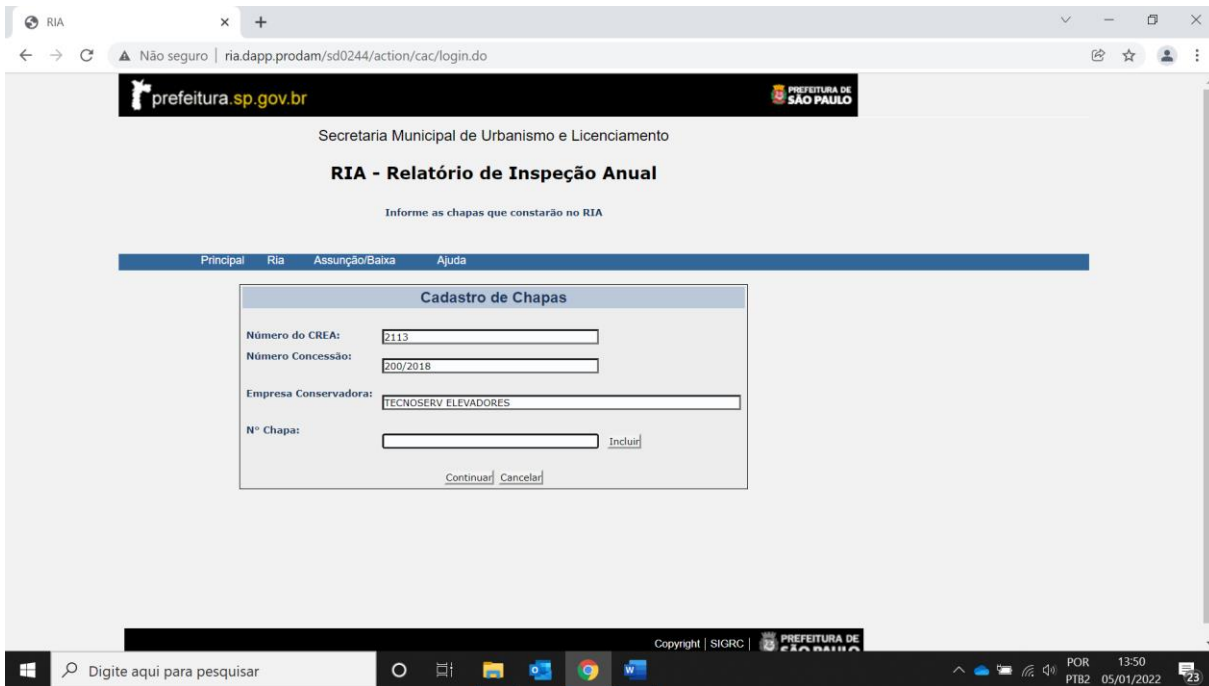 RIA
Não seguro | ria.dapp.prodam/sd0244/action/cac/login.do
prefeitura.sp.gov.br
PREFEITURA DE
SÃO PAULO
Secretaria Municipal de Urbanismo e Licenciamento
RIA - Relatório de Inspeção Anual
Informe as chapas que constarão no RIA
Principal Ria Assunção/Baixa Ajuda
Cadastro de Chapas
Número do CREA: 2113
Número Concessão: 200/2018
Empresa Conservadora: TECNOSERV ELEVADORES
Nº Chapa: Incluir
Continuar Cancelar
Copyright | SIGRC | PREFEITURA DE
SÃO PAULO
Digite aqui para pesquisar
POR 13:50
PTB2 05/01/2022
23